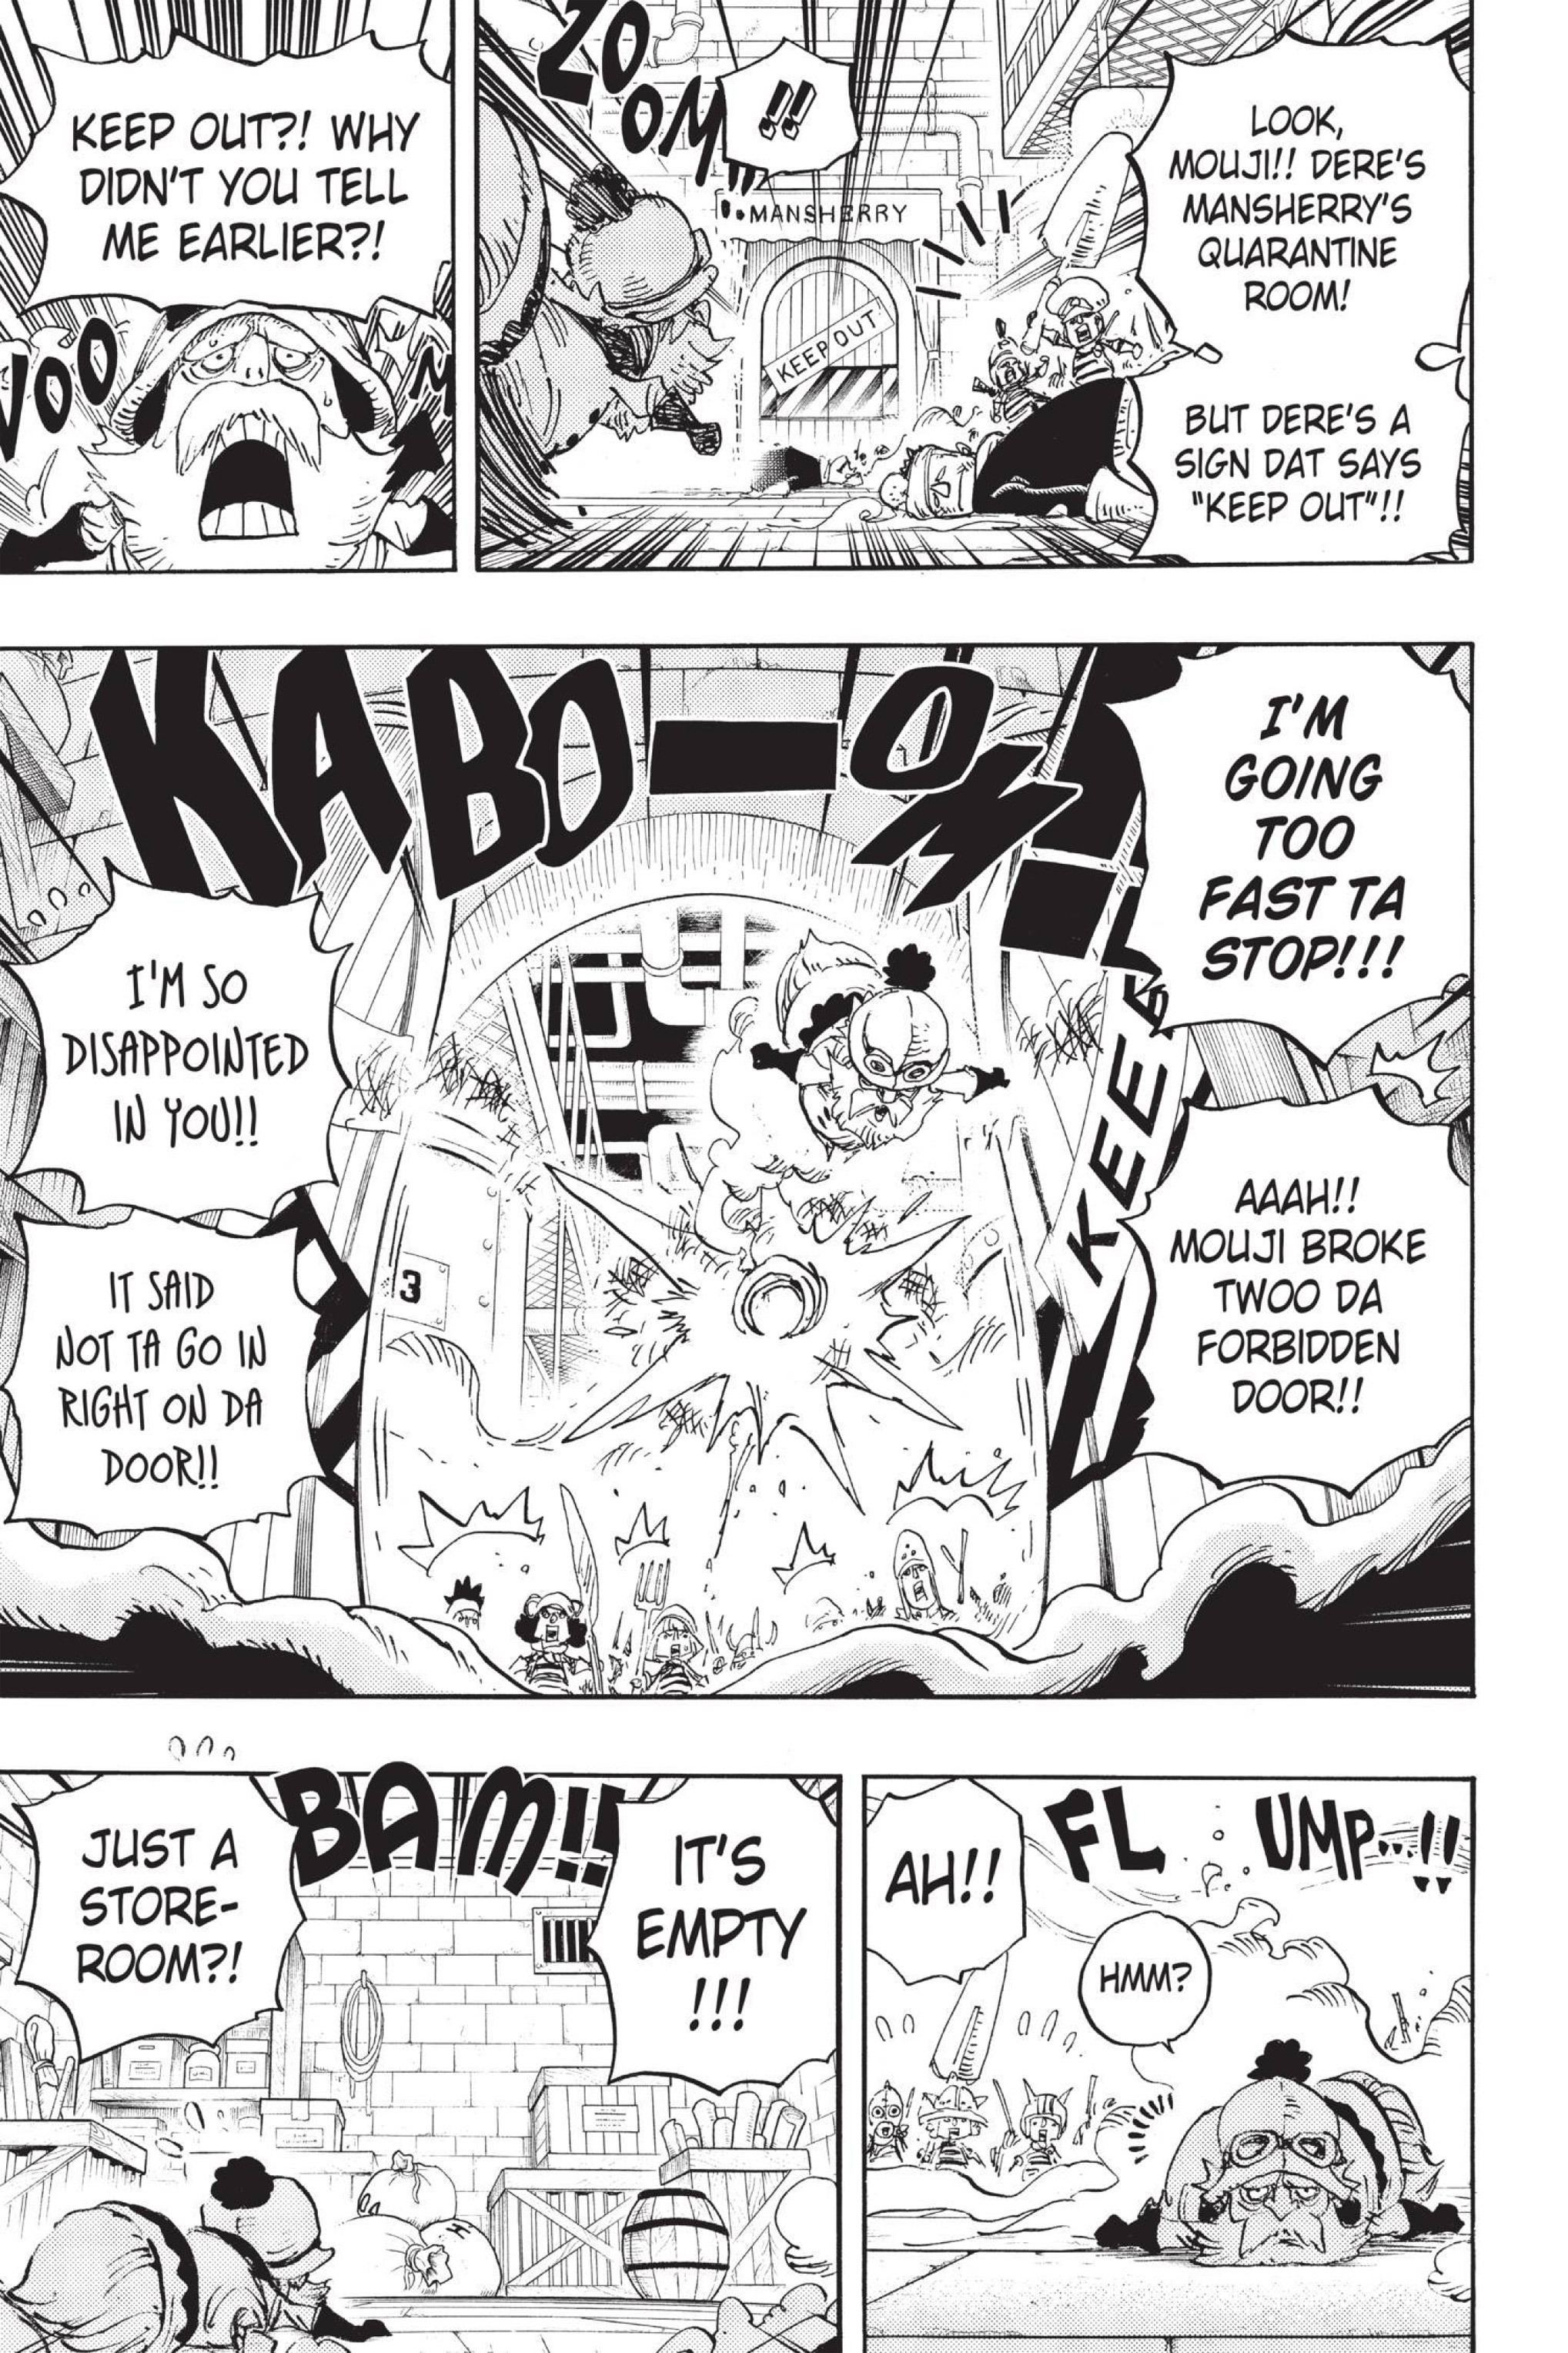 LOOK,
MOUJI!! DERE'S
MANSHERRY'S
QUARANTINE
ROOM!
BUT DERE'S A
SIGN DAT SAYS
"KEEP OUT"!!
!!
ZOOM!!
MANSHERRY
KEEP OUT
KEEP OUT?! WHY
DIDN'T YOU TELL
ME EARLIER?!
VOOM
I'M
GOING
TOO
FAST TA
STOP!!!
KABO—OM!!
KEEP
KEE
AAAH!!
MOUJI BROKE
TWOO DA
FORBIDDEN
DOOR!!
I'M SO
DISAPPOINTED
IN YOU!!
3
IT SAID
NOT TA GO IN
RIGHT ON DA
DOOR!!
FLUMP...!!
HMM?
AH!!
IT'S
EMPTY
!!!
BAM!!
JUST A
STORE-
ROOM?!
H